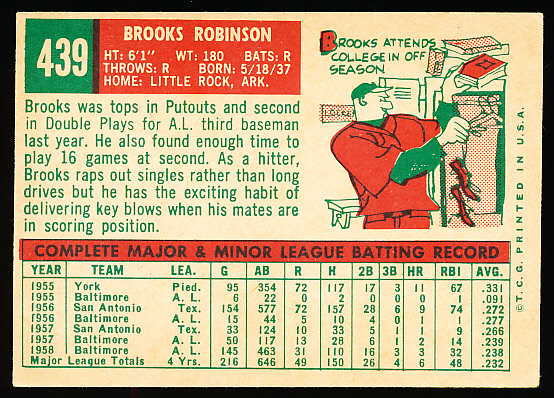 439
BROOKS ROBINSON
HT: 6'1" WT: 180 BATS: R
THROWS: R BORN: 5/18/37
HOME: LITTLE ROCK, ARK.
Brooks was tops in Putouts and second
in Double Plays for A.L. third baseman
last year. He also found enough time to
play 16 games at second. As a hitter,
Brooks raps out singles rather than long
drives but he has the exciting habit of
delivering key blows when his mates are
in scoring position.
BROOKS ATTENDS
COLLEGE IN OFF
SEASON
COMPLETE MAJOR & MINOR LEAGUE BATTING RECORD
YEAR TEAM LEA. G AB R H 2B 3B HR RBI AVG.
1955 York Pied. 95 354 72 117 17 3 11 67 .331
1955 Baltimore A. L. 6 22 0 2 0 0 0 1 .091
1956 San Antonio Tex. 154 577 72 157 28 6 9 74 .272
1956 Baltimore A. L. 15 44 5 10 4 0 1 1 .227
1957 San Antonio Tex. 33 124 10 33 6 1 1 9 .266
1957 Baltimore A. L. 50 117 13 28 6 1 2 14 .239
1958 Baltimore A. L. 145 463 31 110 16 3 3 32 .238
Major League Totals 4 Yrs. 216 646 49 150 26 4 6 48 .232
©T.C.G. PRINTED IN U.S.A.